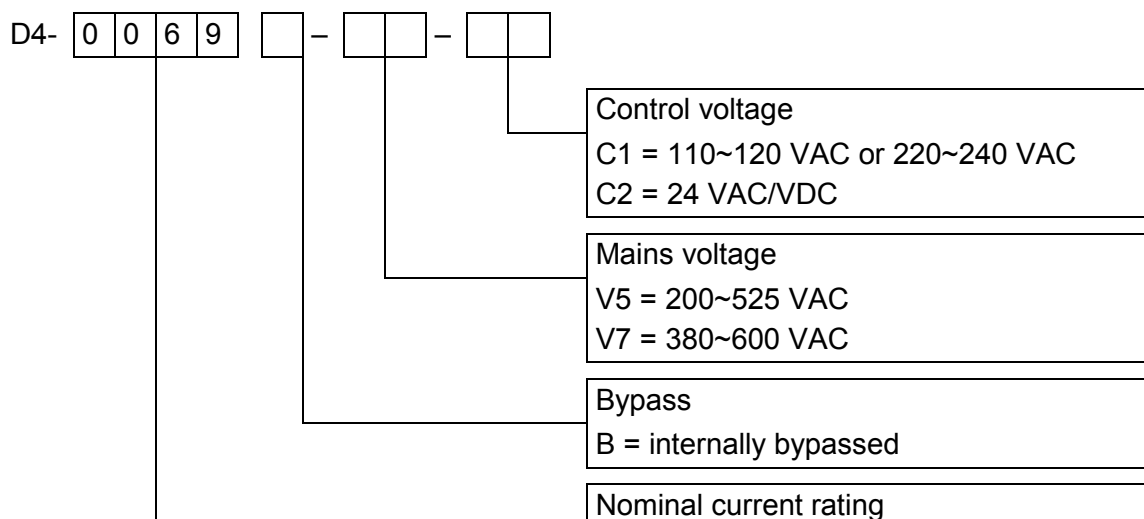 D4- 0 0 6 9 – –
Control voltage
C1 = 110~120 VAC or 220~240 VAC
C2 = 24 VAC/VDC
Mains voltage
V5 = 200~525 VAC
V7 = 380~600 VAC
Bypass
B = internally bypassed
Nominal current rating